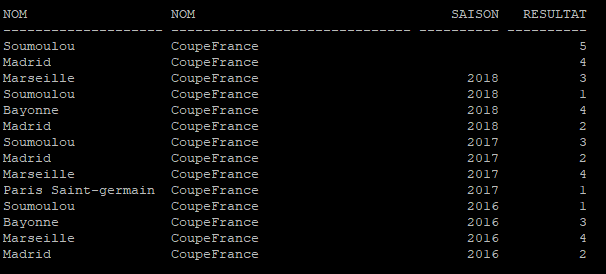 NOM                  NOM                                SAISON   RESULTAT
-------------------- ------------------------------ ---------- ----------
Soumoulou            CoupeFrance                                        5
Madrid               CoupeFrance                                        4
Marseille            CoupeFrance                          2018          3
Soumoulou            CoupeFrance                          2018          1
Bayonne              CoupeFrance                          2018          4
Madrid               CoupeFrance                          2018          2
Soumoulou            CoupeFrance                          2017          3
Madrid               CoupeFrance                          2017          2
Marseille            CoupeFrance                          2017          4
Paris Saint-germain  CoupeFrance                          2017          1
Soumoulou            CoupeFrance                          2016          1
Bayonne              CoupeFrance                          2016          3
Marseille            CoupeFrance                          2016          4
Madrid               CoupeFrance                          2016          2